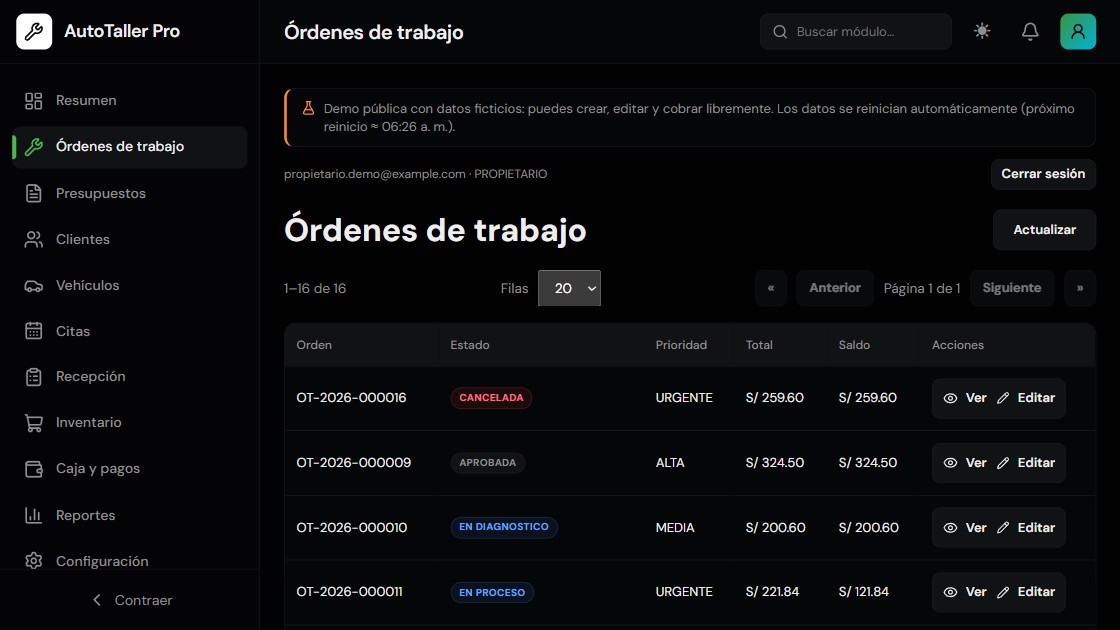 AutoTaller Pro
Órdenes de trabajo
Buscar módulo...
Resumen
Órdenes de trabajo
Presupuestos
Clientes
Vehículos
Citas
Recepción
Inventario
Caja y pagos
Reportes
Configuración
Contraer
Demo pública con datos ficticios: puedes crear, editar y cobrar libremente. Los datos se reinician automáticamente (próximo
reinicio ≈ 06:26 a. m.).
propietario.demo@example.com · PROPIETARIO
Cerrar sesión
Órdenes de trabajo
Actualizar
1–16 de 16
Filas 20
« Anterior Página 1 de 1 Siguiente »
Orden Estado Prioridad Total Saldo Acciones
OT-2026-000016 CANCELADA URGENTE S/ 259.60 S/ 259.60 Ver Editar
OT-2026-000009 APROBADA ALTA S/ 324.50 S/ 324.50 Ver Editar
OT-2026-000010 EN DIAGNOSTICO MEDIA S/ 200.60 S/ 200.60 Ver Editar
OT-2026-000011 EN PROCESO URGENTE S/ 221.84 S/ 121.84 Ver Editar